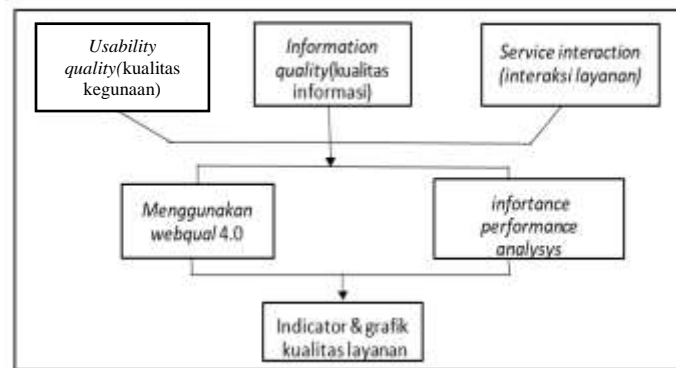 Usability
quality(kualitas
kegunaan)
Information
quality(kualitas
informasi)
Service interaction
(interaksi layanan)
Menggunakan
webqual 4.0
infortance
performance
analysys
Indicator & grafik
kualitas layanan